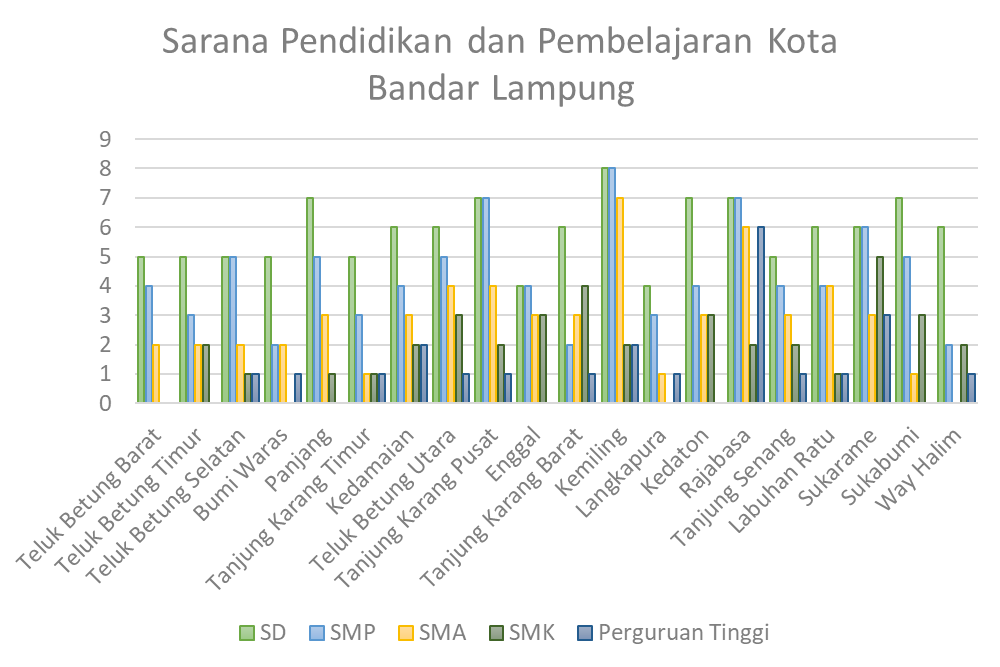 Sarana Pendidikan dan Pembelajaran Kota
Bandar Lampung
9
8
7
6
5
4
3
2
1
0
Teluk Betung Barat
Teluk Betung Timur
Teluk Betung Selatan
Bumi Waras
Panjang
Tanjung Karang Timur
Kedamaian
Teluk Betung Utara
Tanjung Karang Pusat
Enggal
Tanjung Karang Barat
Kemiling
Langkapura
Kedaton
Rajabasa
Tanjung Senang
Labuhan Ratu
Sukarame
Sukabumi
Way Halim
SD SMP SMA SMK Perguruan Tinggi